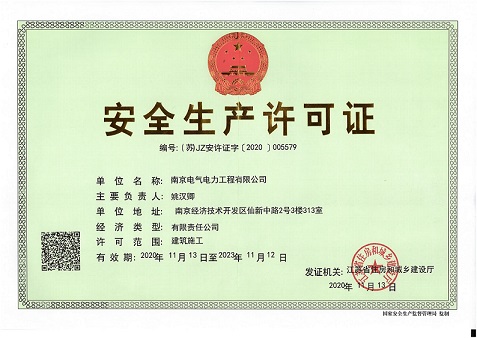 安全生产许可证
编号:(苏)JZ安许证字〔2020〕005579
单位名称: 南京电气电力工程有限公司
主要负责人: 姚汉卿
单位地址: 南京经济技术开发区仙新中路2号3楼313室
经济类型: 有限责任公司
许可范围: 建筑施工
有效期: 2020年11月13日至2023年11月12日
发证机关: 江苏省住房和城乡建设厅
2020年11月13日
国家安全生产监督管理局 监制